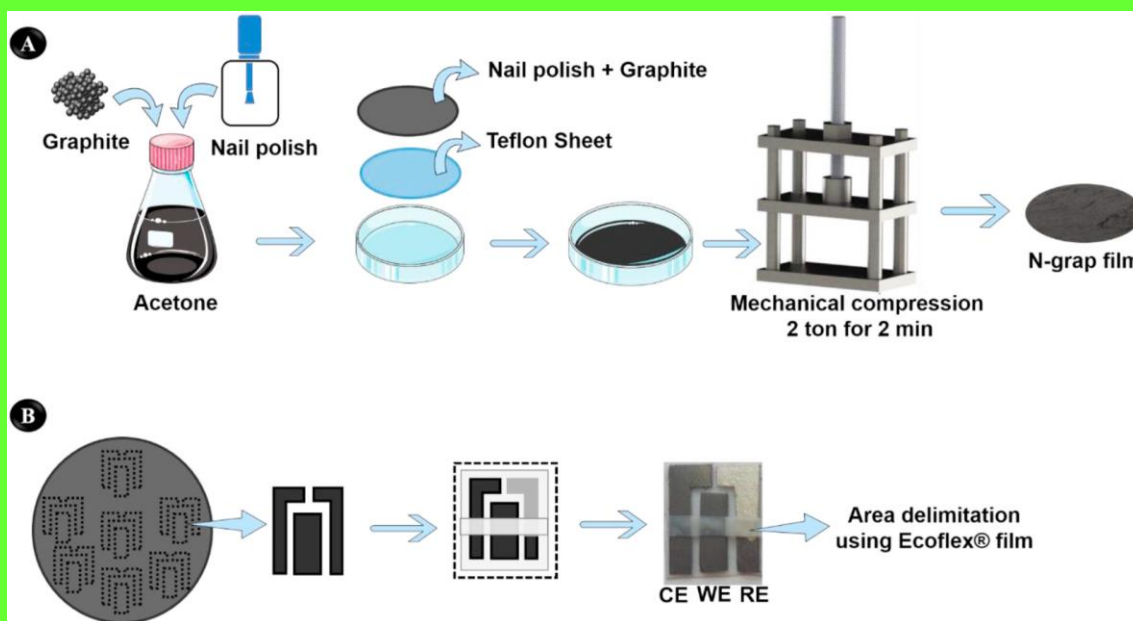 A
Graphite
Nail polish
Acetone
Nail polish + Graphite
Teflon Sheet
Mechanical compression
2 ton for 2 min
N-grap film
B
CE WE RE
Area delimitation
using Ecoflex® film